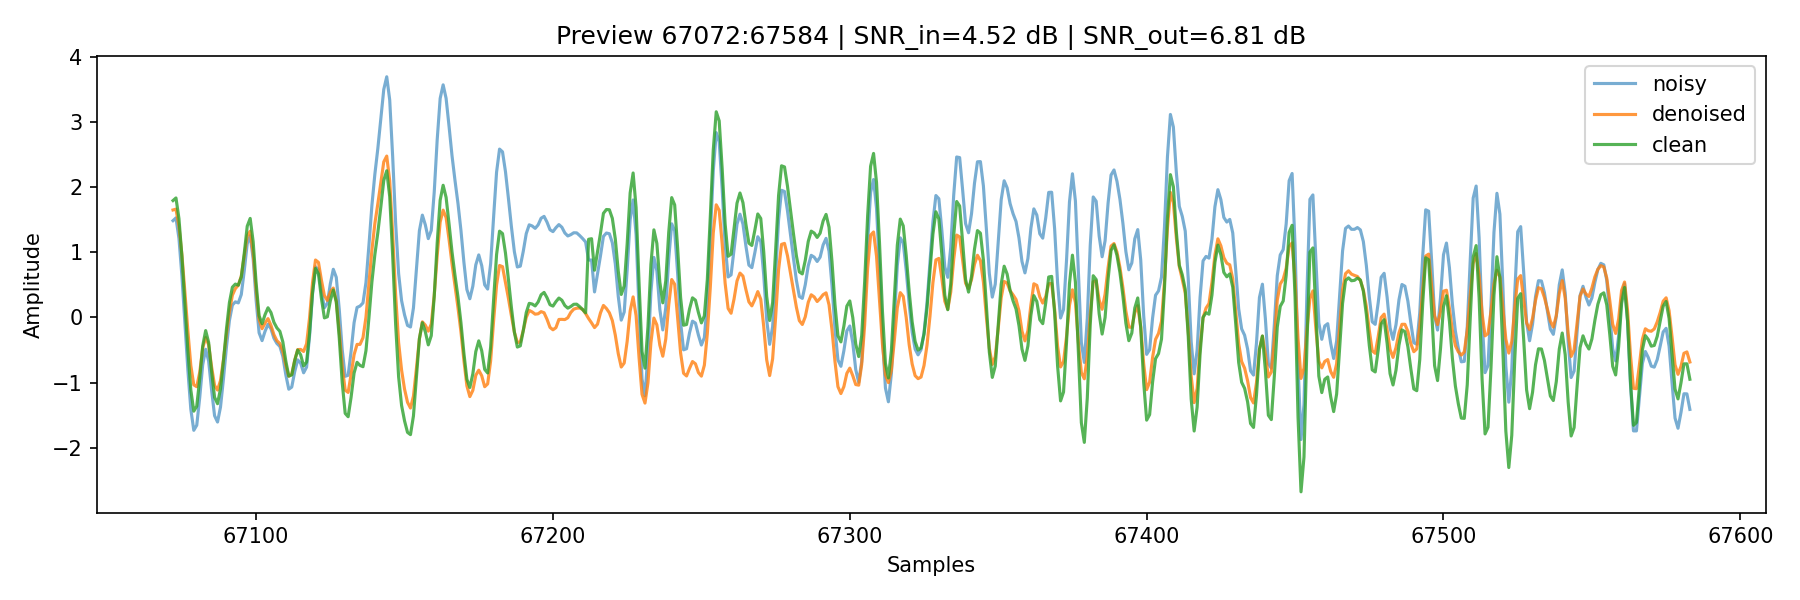 Preview 67072:67584 | SNR_in=4.52 dB | SNR_out=6.81 dB
noisy
denoised
clean
Amplitude
4
3
2
1
0
−1
−2
67100 67200 67300 67400 67500 67600
Samples